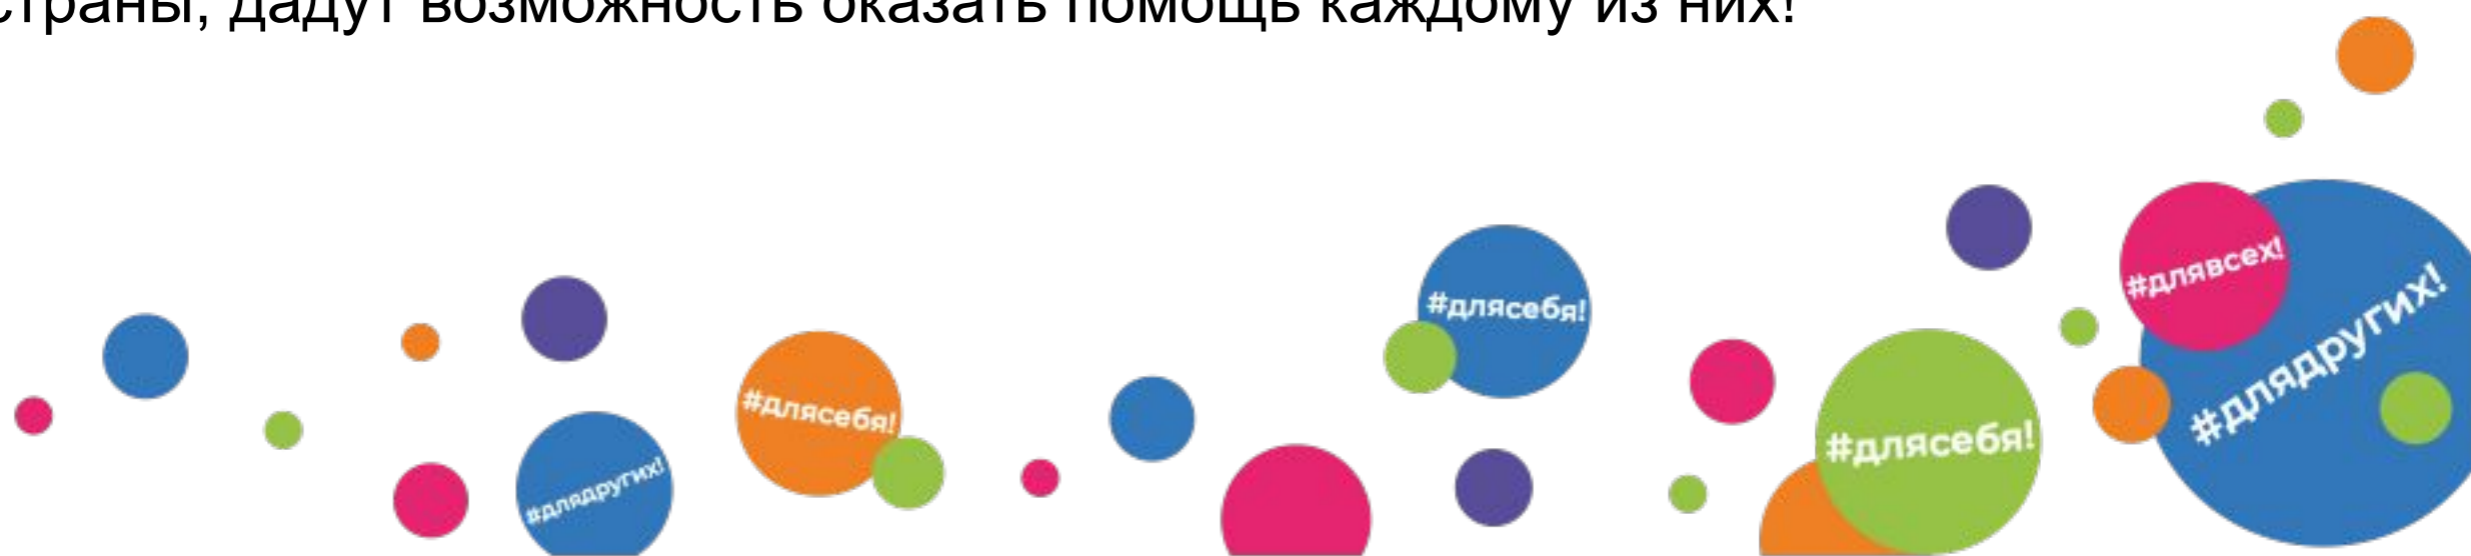 страны, дадут возможность оказать помощь каждому из них!
#длявсех!
#длядругих!
#длясебя!
#длясебя!
#длясебя!
#длядругих!